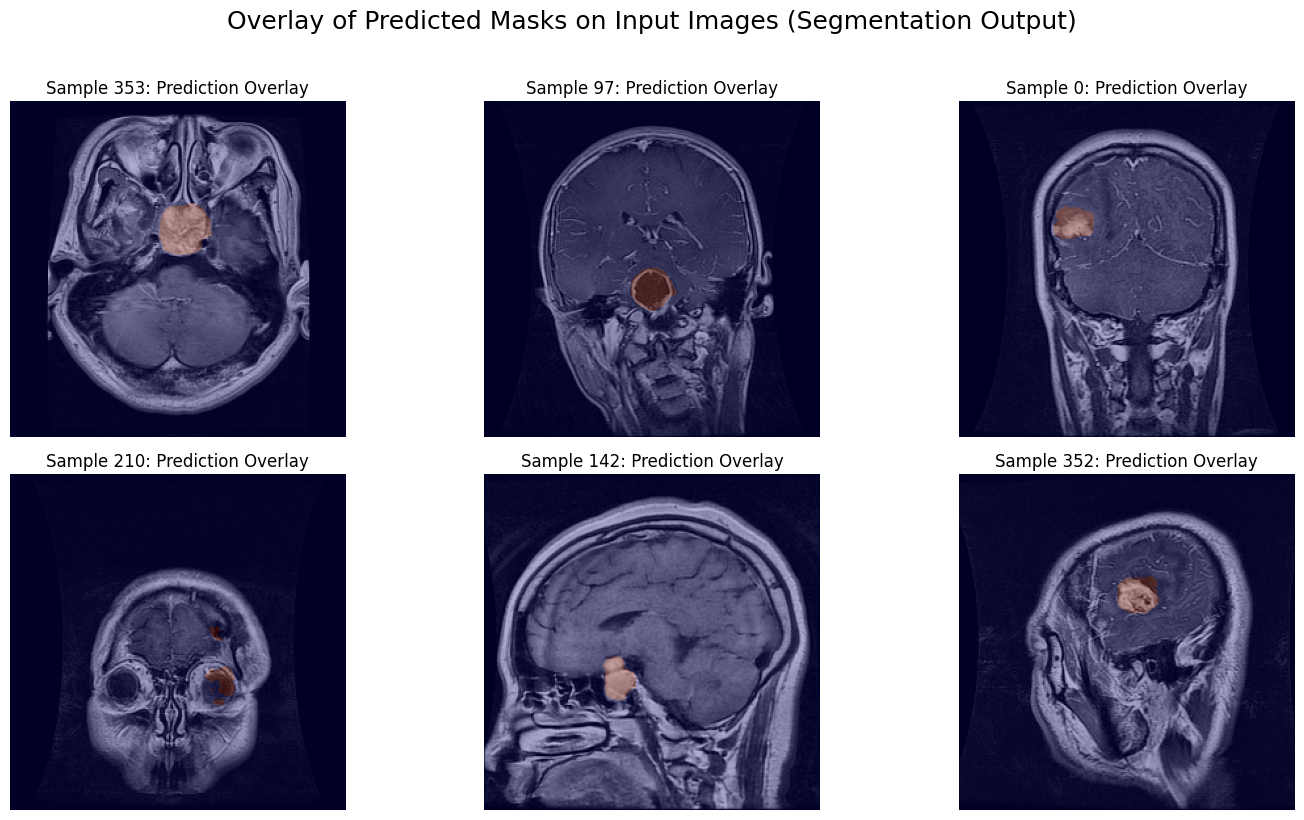 Overlay of Predicted Masks on Input Images (Segmentation Output)
Sample 353: Prediction Overlay
Sample 97: Prediction Overlay
Sample 0: Prediction Overlay
Sample 210: Prediction Overlay
Sample 142: Prediction Overlay
Sample 352: Prediction Overlay